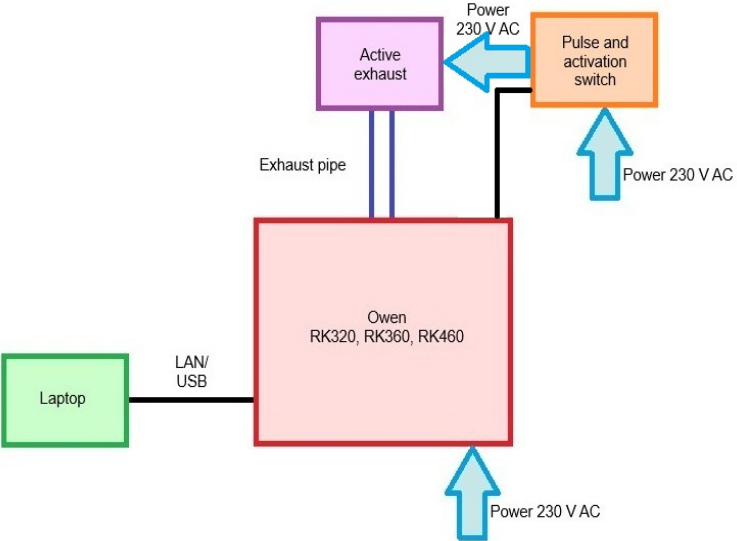 Power
230 V AC
Active
exhaust
Pulse and
activation
switch
Exhaust pipe
Power 230 V AC
Owen
RK320, RK360, RK460
LAN/
USB
Laptop
Power 230 V AC